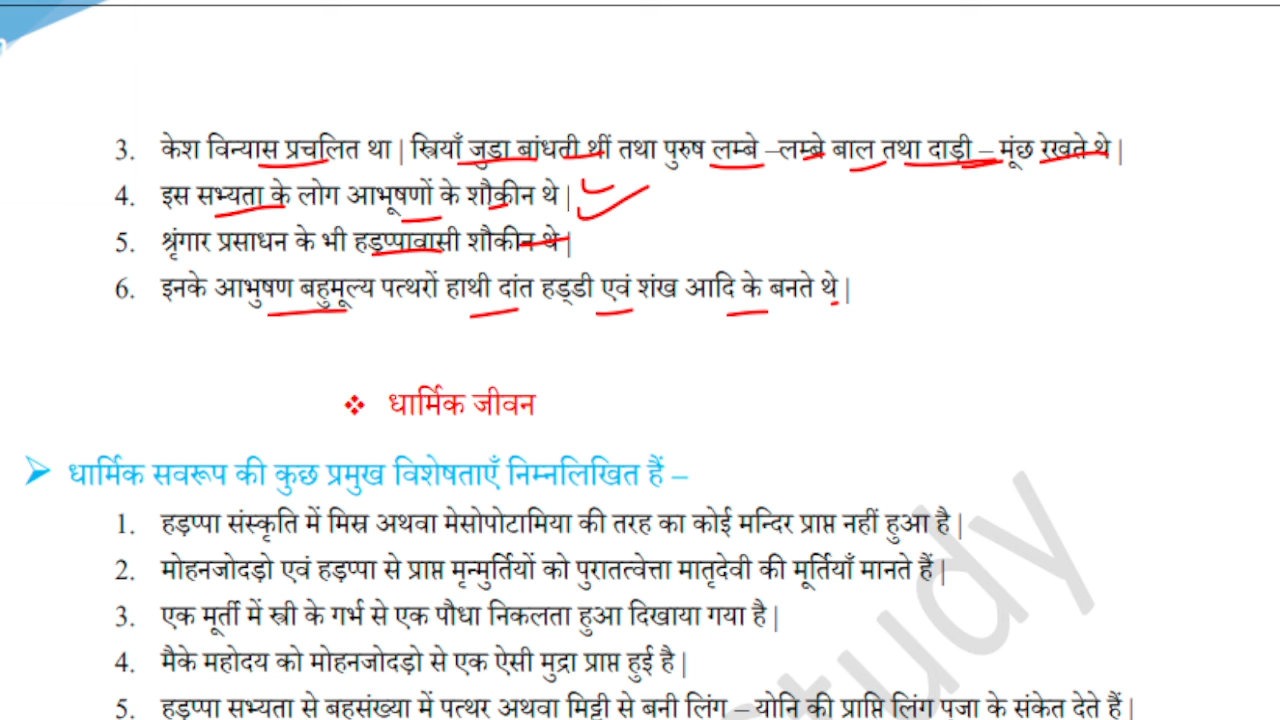 3. केश विन्यास प्रचलित था | स्त्रियाँ जुडा बांधती थीं तथा पुरुष लम्बे –लम्बे बाल तथा दाड़ी – मूंछ रखते थे |
4. इस सभ्यता के लोग आभूषणों के शौकीन थे |
5. श्रृंगार प्रसाधन के भी हड़प्पावासी शौकीन थे |
6. इनके आभुषण बहुमूल्य पत्थरों हाथी दांत हड्डी एवं शंख आदि के बनते थे |
❖ धार्मिक जीवन
➢ धार्मिक सवरूप की कुछ प्रमुख विशेषताएँ निम्नलिखित हैं –
1. हड़प्पा संस्कृति में मिस्र अथवा मेसोपोटामिया की तरह का कोई मन्दिर प्राप्त नहीं हुआ है |
2. मोहनजोदड़ो एवं हड़प्पा से प्राप्त मृन्मुर्तियों को पुरातत्वेत्ता मातृदेवी की मूर्तियाँ मानते हैं |
3. एक मूर्ती में स्त्री के गर्भ से एक पौधा निकलता हुआ दिखाया गया है |
4. मैके महोदय को मोहनजोदड़ो से एक ऐसी मुद्रा प्राप्त हुई है |
5. हड़प्पा सभ्यता से बहुसंख्या में पत्थर अथवा मिट्टी से बनी लिंग – योनि की प्राप्ति लिंग पूजा के संकेत देते हैं |
study